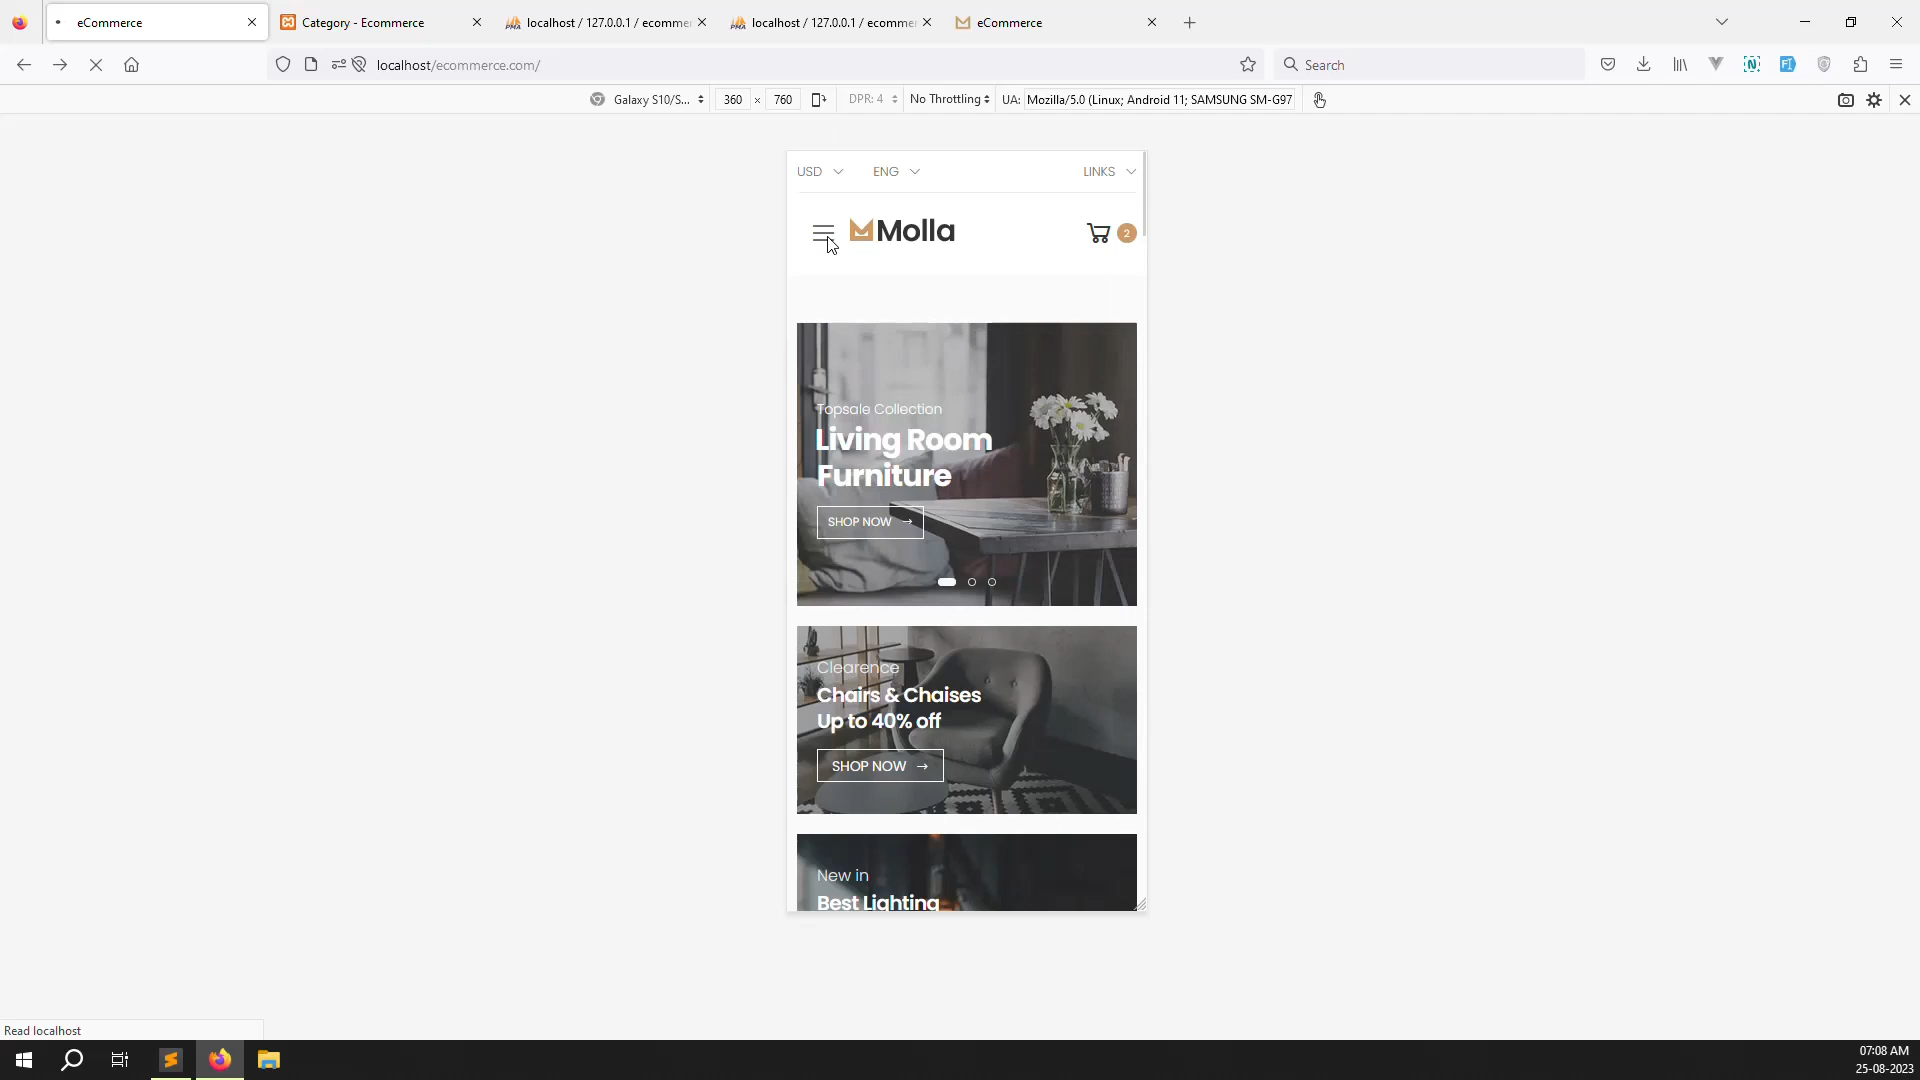 eCommerce
Category - Ecommerce
localhost / 127.0.0.1 / ecomme
localhost / 127.0.0.1 / ecomme
eCommerce
localhost/ecommerce.com/
Search
Galaxy S10/S...
360 × 760
DPR: 4
No Throttling
UA: Mozilla/5.0 (Linux; Android 11; SAMSUNG SM-G97
USD
ENG
LINKS
Molla
2
Topsale Collection
Living Room
Furniture
SHOP NOW →
Clearence
Chairs & Chaises
Up to 40% off
SHOP NOW →
New in
Best Lighting
Read localhost
07:08 AM
25-08-2023